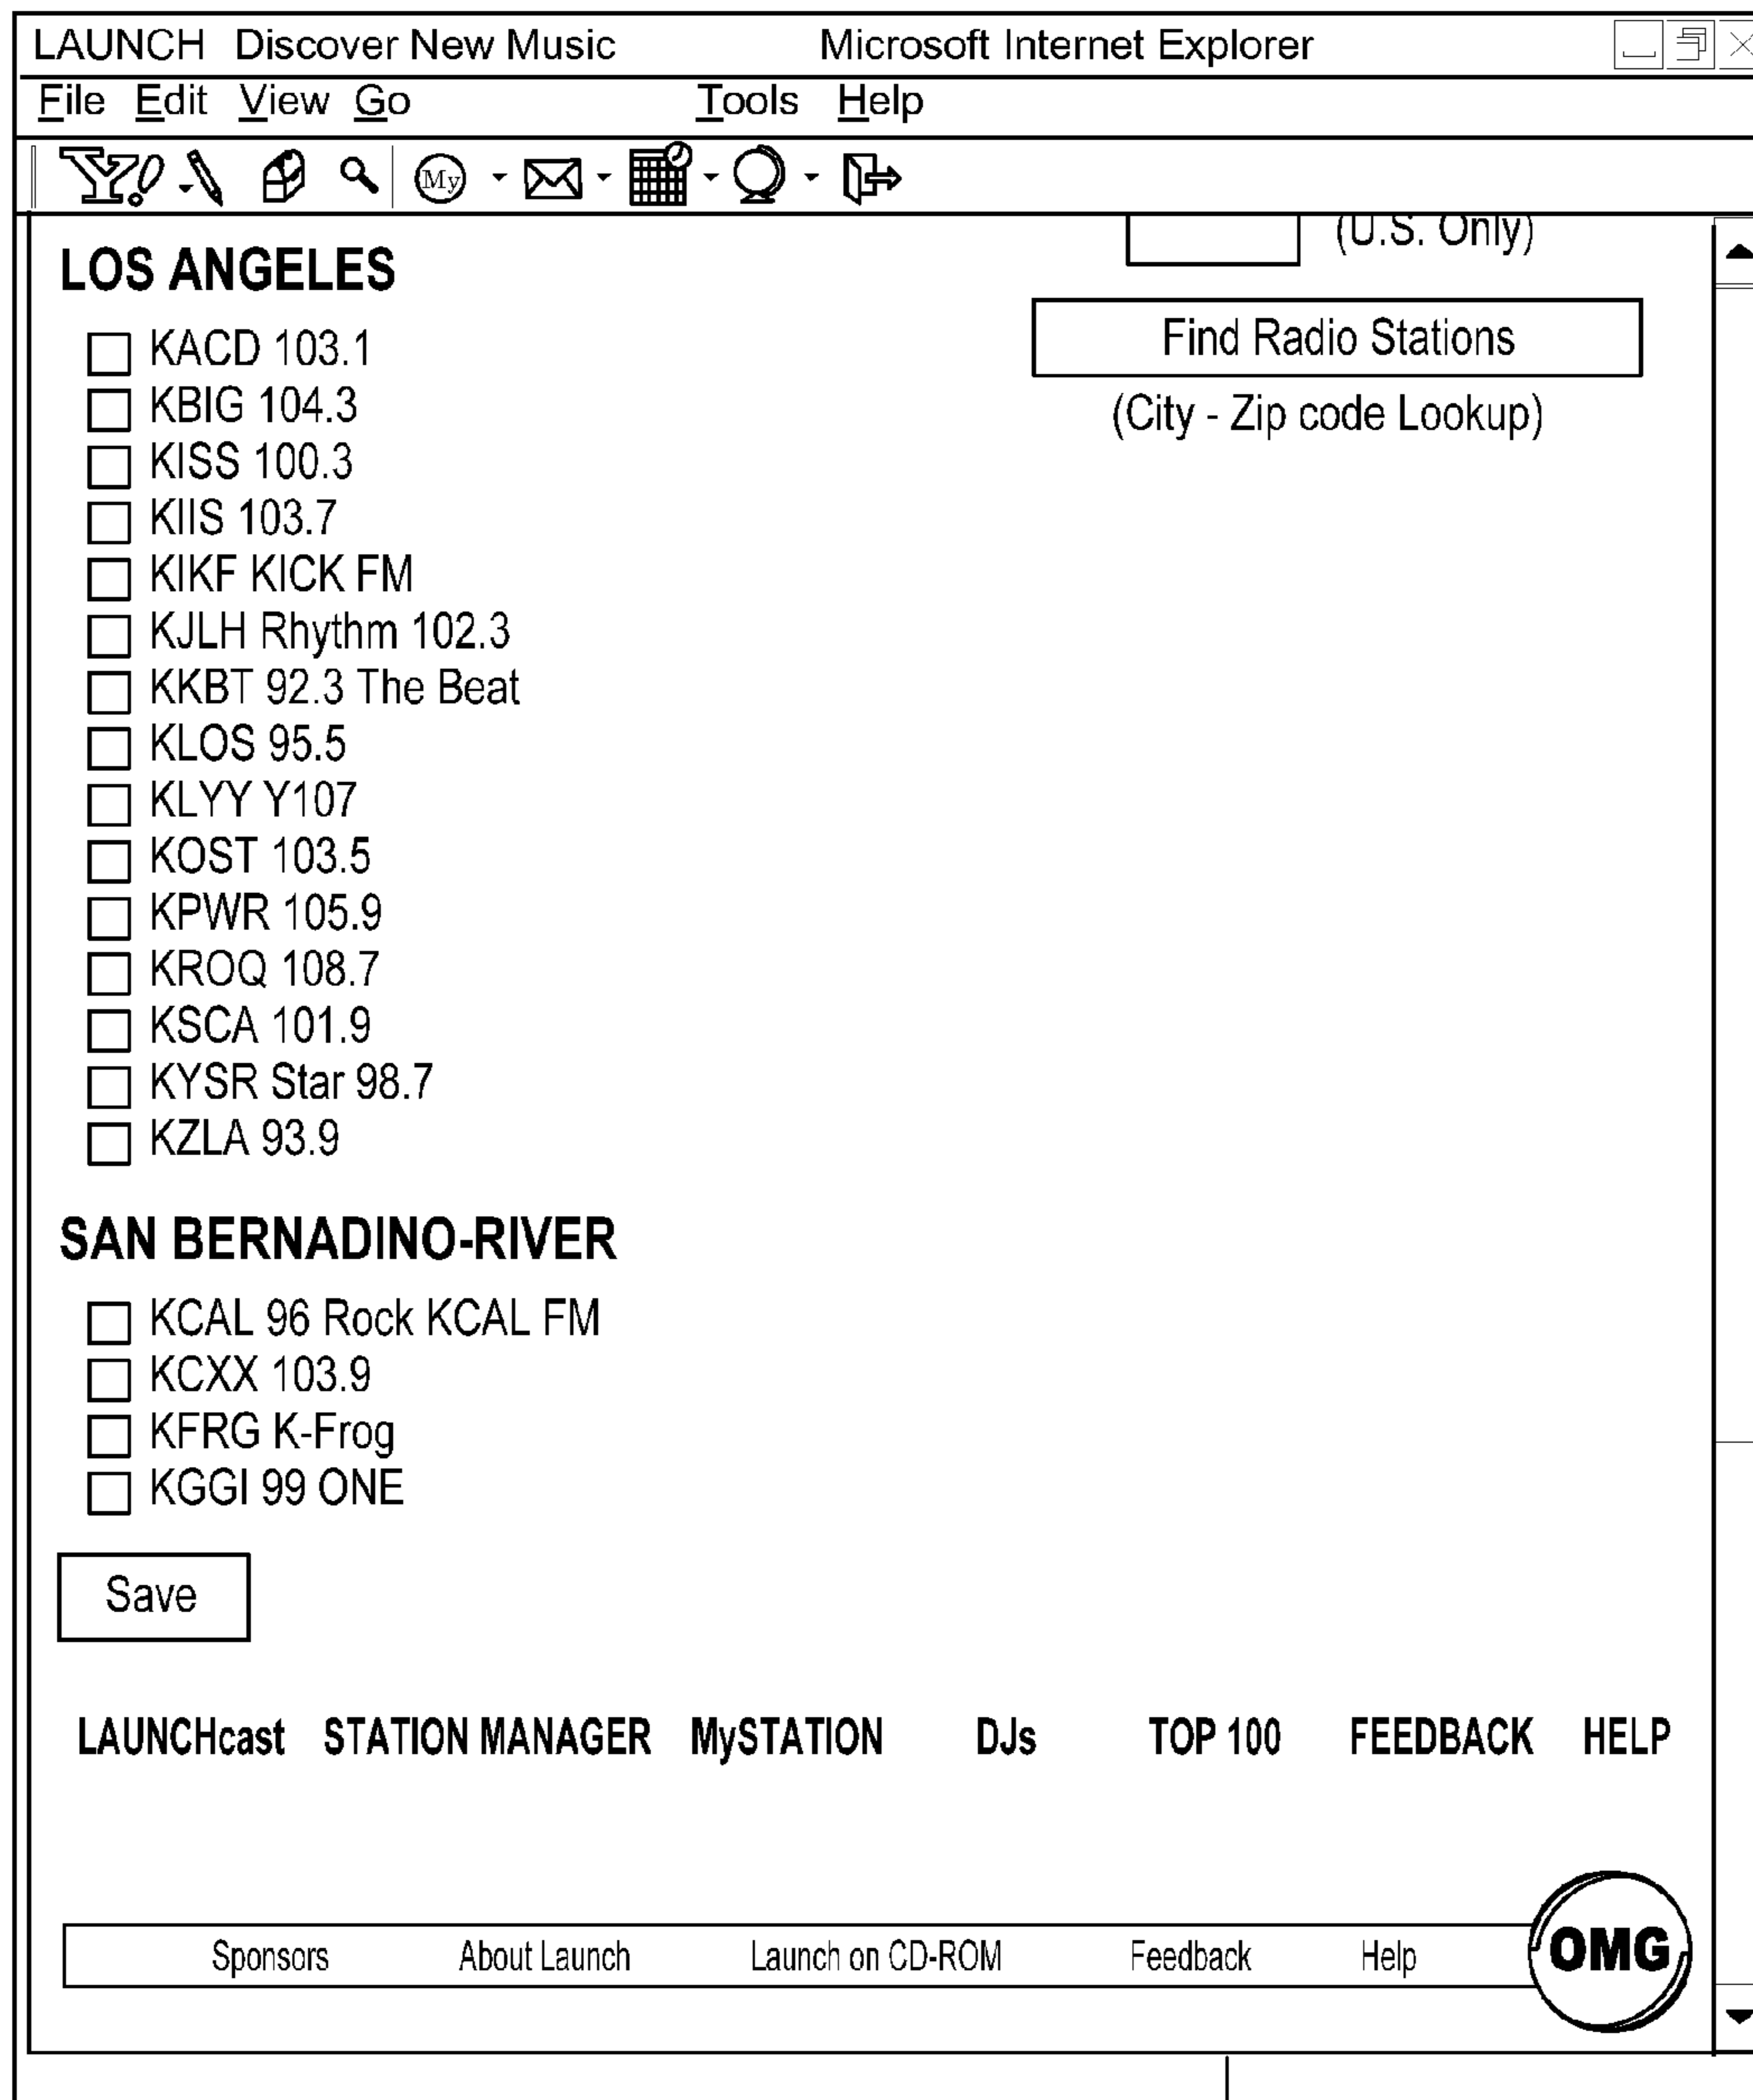 LAUNCH Discover New Music Microsoft Internet Explorer
File Edit View Go Tools Help
Y! My
(U.S. Only)
LOS ANGELES
Find Radio Stations
(City - Zip code Lookup)
KACD 103.1
KBIG 104.3
KISS 100.3
KIIS 103.7
KIKF KICK FM
KJLH Rhythm 102.3
KKBT 92.3 The Beat
KLOS 95.5
KLYY Y107
KOST 103.5
KPWR 105.9
KROQ 108.7
KSCA 101.9
KYSR Star 98.7
KZLA 93.9
SAN BERNADINO-RIVER
KCAL 96 Rock KCAL FM
KCXX 103.9
KFRG K-Frog
KGGI 99 ONE
Save
LAUNCHcast STATION MANAGER MySTATION DJs TOP 100 FEEDBACK HELP
Sponsors About Launch Launch on CD-ROM Feedback Help OMG